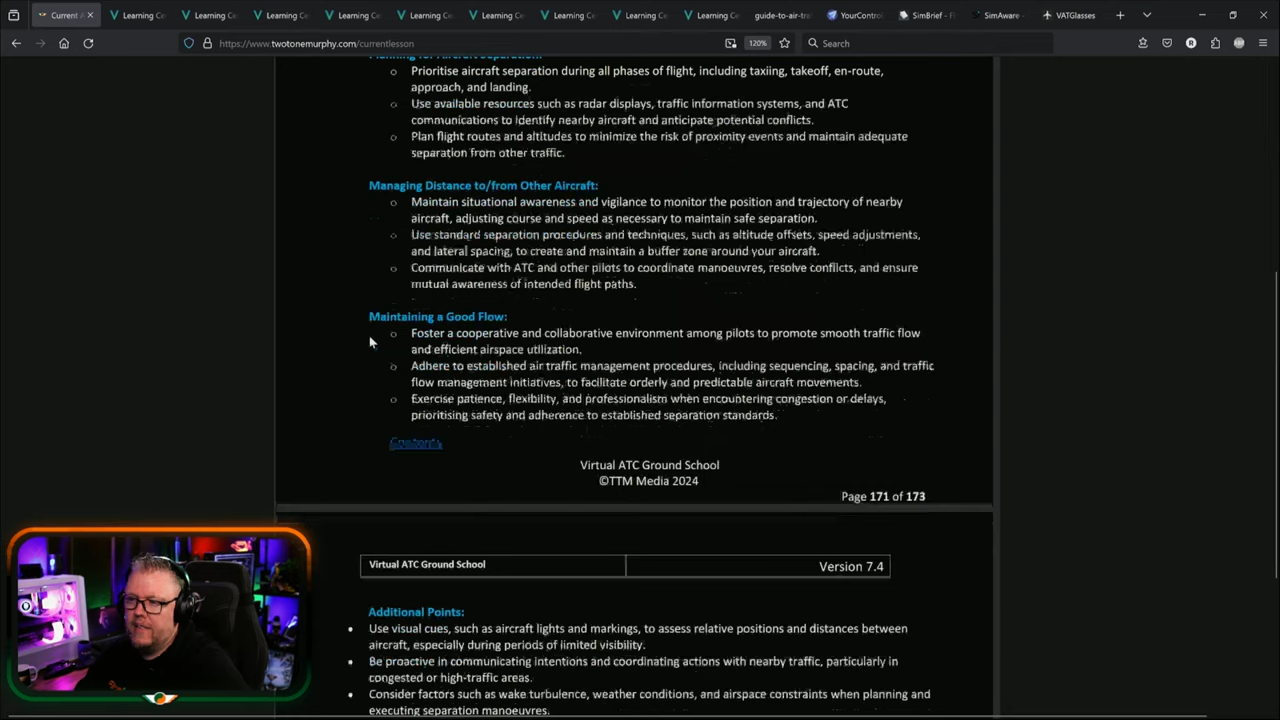 Current A
Learning Ce
Learning Ce
Learning Ce
Learning Ce
Learning Ce
Learning Ce
Learning Ce
Learning Ce
Learning Ce
guide-to-air-tra
YourControl
SimBrief - Fl
SimAware -
VATGlasses
https://www.twotonemurphy.com/currentlesson
120%
Search
Planning for Aircraft Separation:
Prioritise aircraft separation during all phases of flight, including taxiing, takeoff, en-route,
approach, and landing.
Use available resources such as radar displays, traffic information systems, and ATC
communications to identify nearby aircraft and anticipate potential conflicts.
Plan flight routes and altitudes to minimize the risk of proximity events and maintain adequate
separation from other traffic.
Managing Distance to/from Other Aircraft:
Maintain situational awareness and vigilance to monitor the position and trajectory of nearby
aircraft, adjusting course and speed as necessary to maintain safe separation.
Use standard separation procedures and techniques, such as altitude offsets, speed adjustments,
and lateral spacing, to create and maintain a buffer zone around your aircraft.
Communicate with ATC and other pilots to coordinate manoeuvres, resolve conflicts, and ensure
mutual awareness of intended flight paths.
Maintaining a Good Flow:
Foster a cooperative and collaborative environment among pilots to promote smooth traffic flow
and efficient airspace utilization.
Adhere to established air traffic management procedures, including sequencing, spacing, and traffic
flow management initiatives, to facilitate orderly and predictable aircraft movements.
Exercise patience, flexibility, and professionalism when encountering congestion or delays,
prioritising safety and adherence to established separation standards.
Contents
Virtual ATC Ground School
©TTM Media 2024
Page 171 of 173
Virtual ATC Ground School
Version 7.4
Additional Points:
Use visual cues, such as aircraft lights and markings, to assess relative positions and distances between
aircraft, especially during periods of limited visibility.
Be proactive in communicating intentions and coordinating actions with nearby traffic, particularly in
congested or high-traffic areas.
Consider factors such as wake turbulence, weather conditions, and airspace constraints when planning and
executing separation manoeuvres.